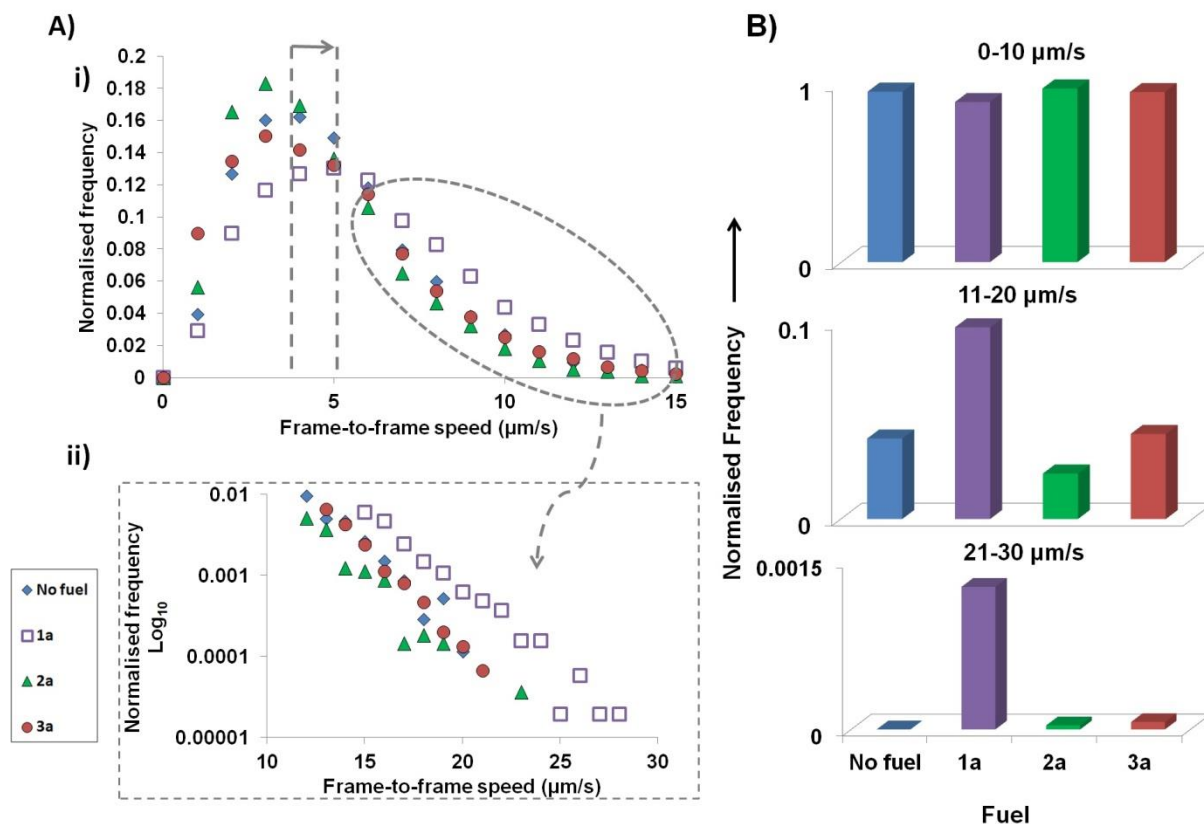 A)
i)
Normalised frequency
0.2
0.18
0.16
0.14
0.12
0.1
0.08
0.06
0.04
0.02
0
0
5
10
15
Frame-to-frame speed (µm/s)
ii)
Normalised frequency
Log10
0.01
0.001
0.0001
0.00001
10
15
20
25
30
Frame-to-frame speed (µm/s)
No fuel
1a
2a
3a
B)
Normalised Frequency
0-10 µm/s
1
0
11-20 µm/s
0.1
0
21-30 µm/s
0.0015
0
No fuel 1a 2a 3a
Fuel